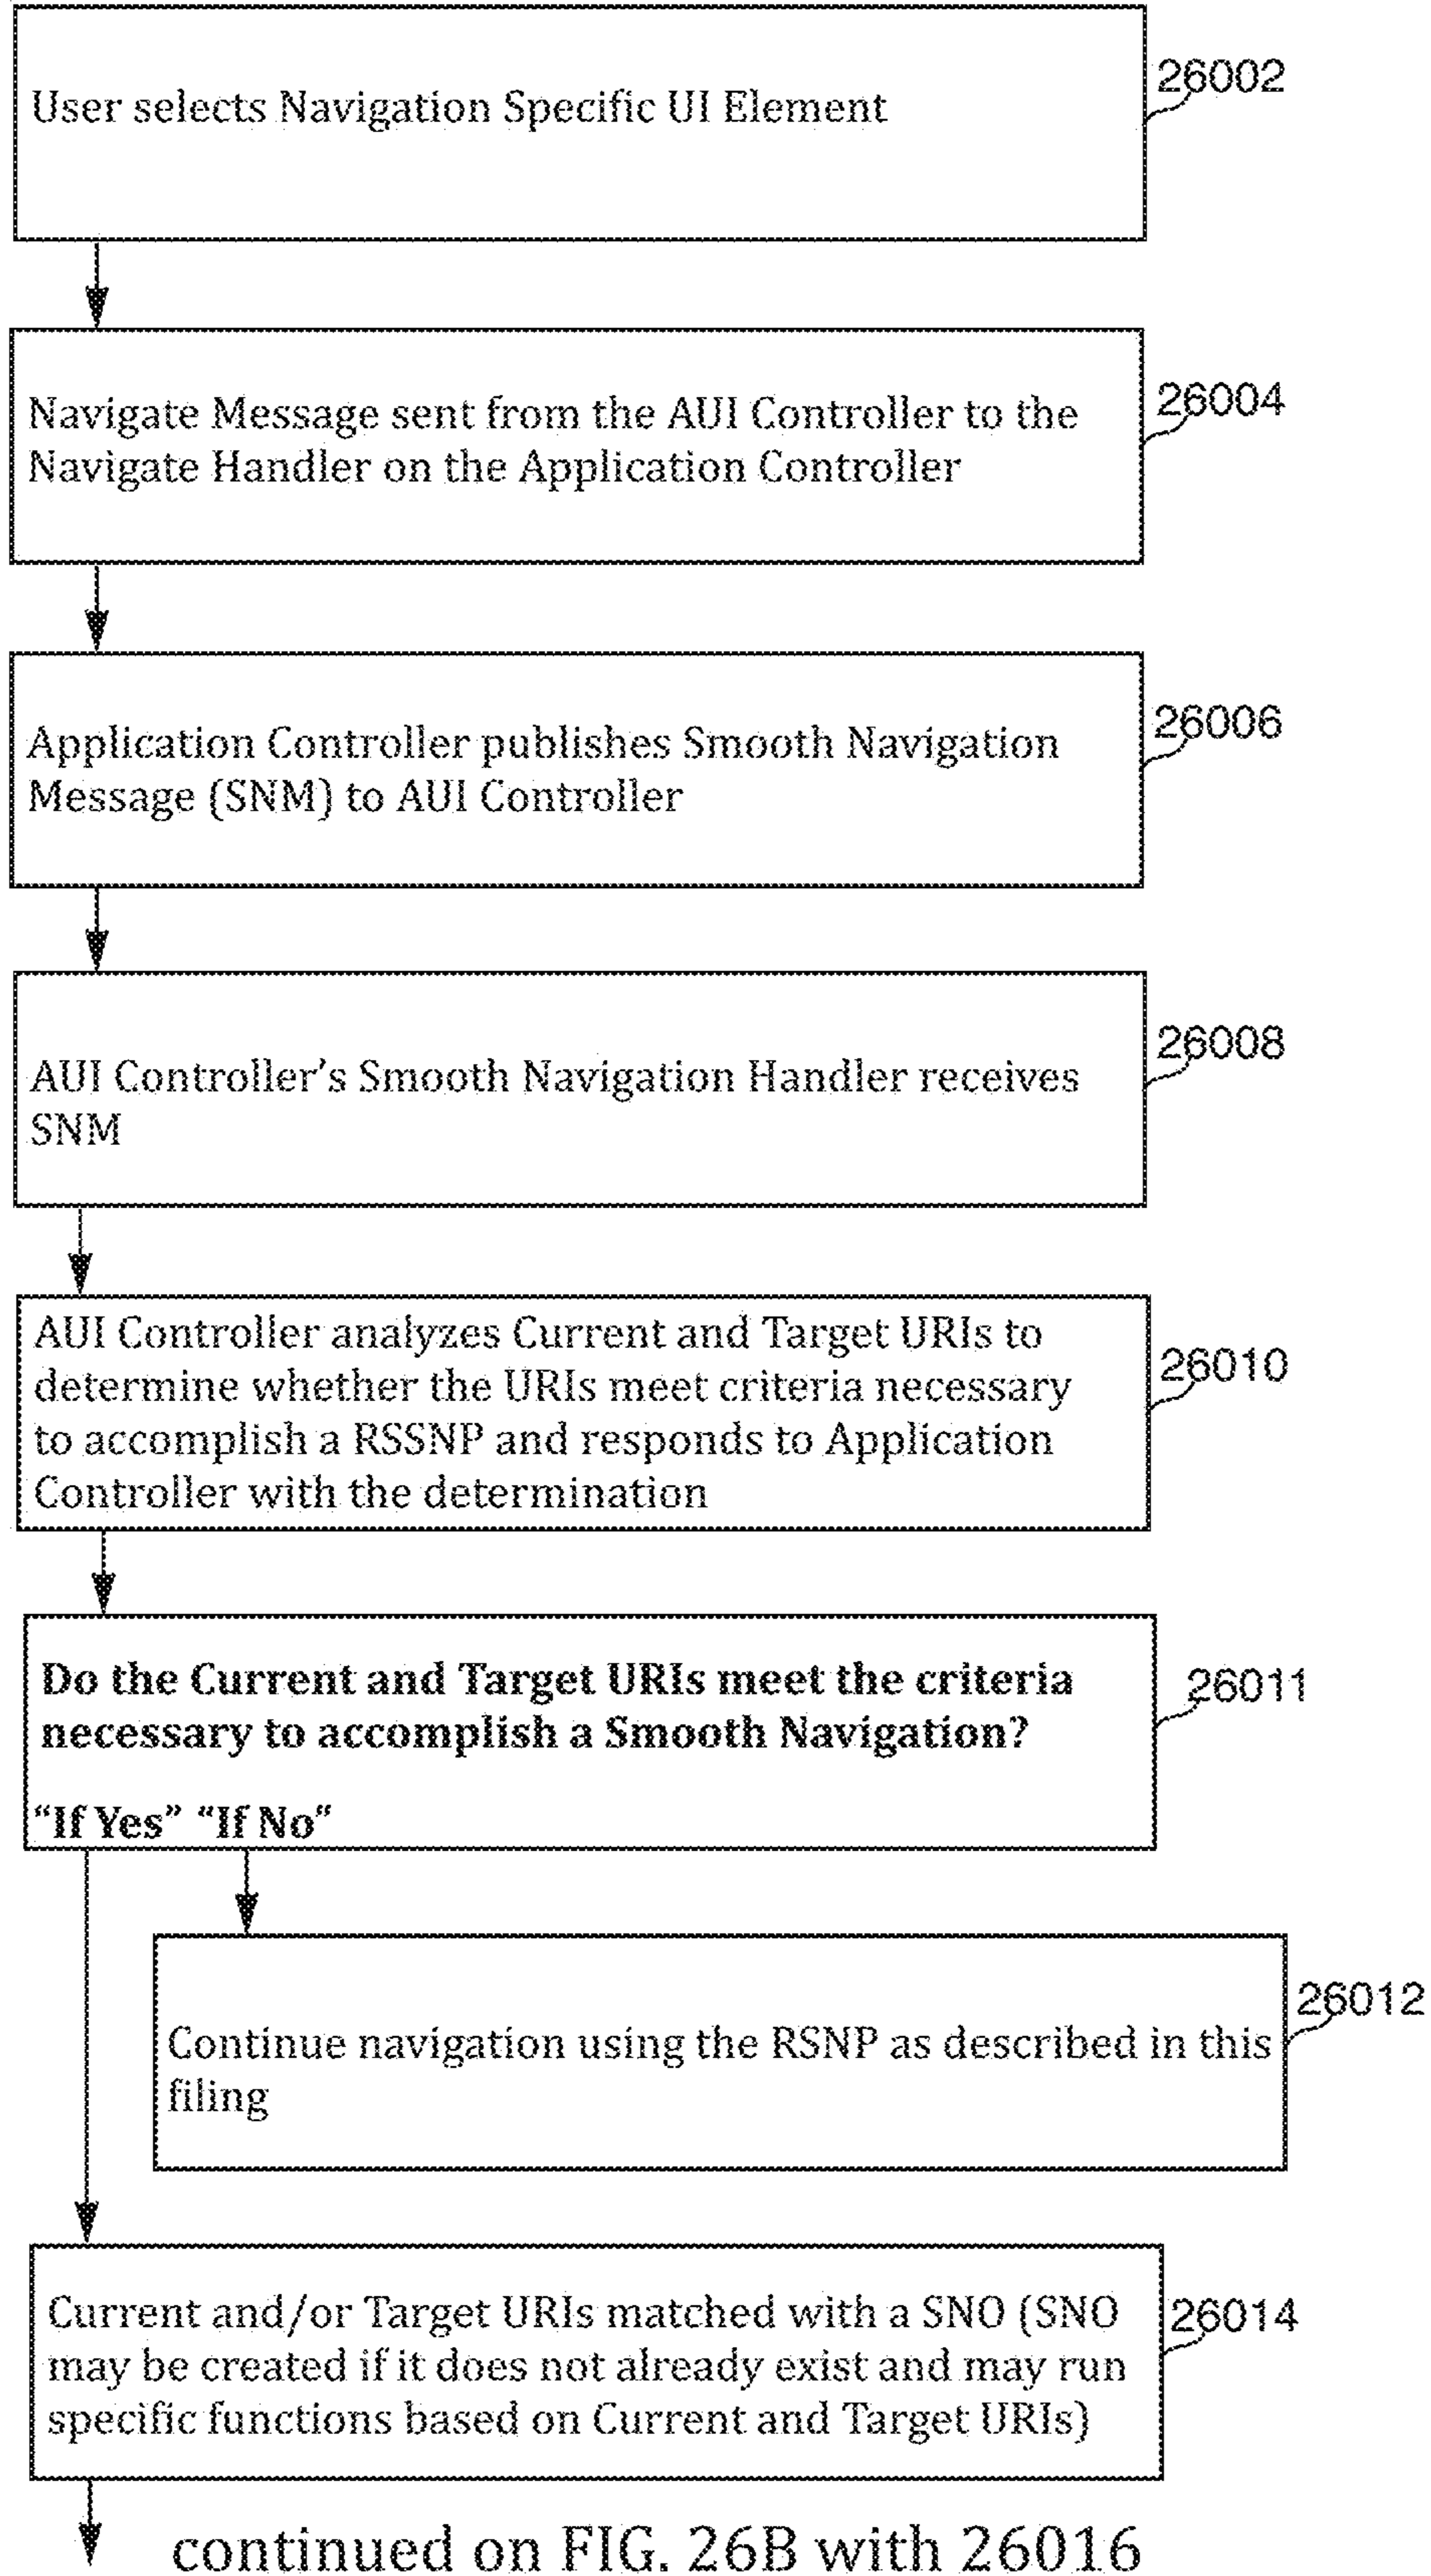 User selects Navigation Specific UI Element
26002
Navigate Message sent from the AUI Controller to the
Navigate Handler on the Application Controller
26004
Application Controller publishes Smooth Navigation
Message (SNM) to AUI Controller
26006
AUI Controller’s Smooth Navigation Handler receives
SNM
26008
AUI Controller analyzes Current and Target URIs to
determine whether the URIs meet criteria necessary
to accomplish a RSSNP and responds to Application
Controller with the determination
26010
Do the Current and Target URIs meet the criteria
necessary to accomplish a Smooth Navigation?
“If Yes” “If No“
26011
Continue navigation using the RSNP as described in this
filing
26012
Current and/or Target URIs matched with a SNO (SNO
may be created if it does not already exist and may run
specific functions based on Current and Target URIs)
26014
continued on FIG. 26B with 26016